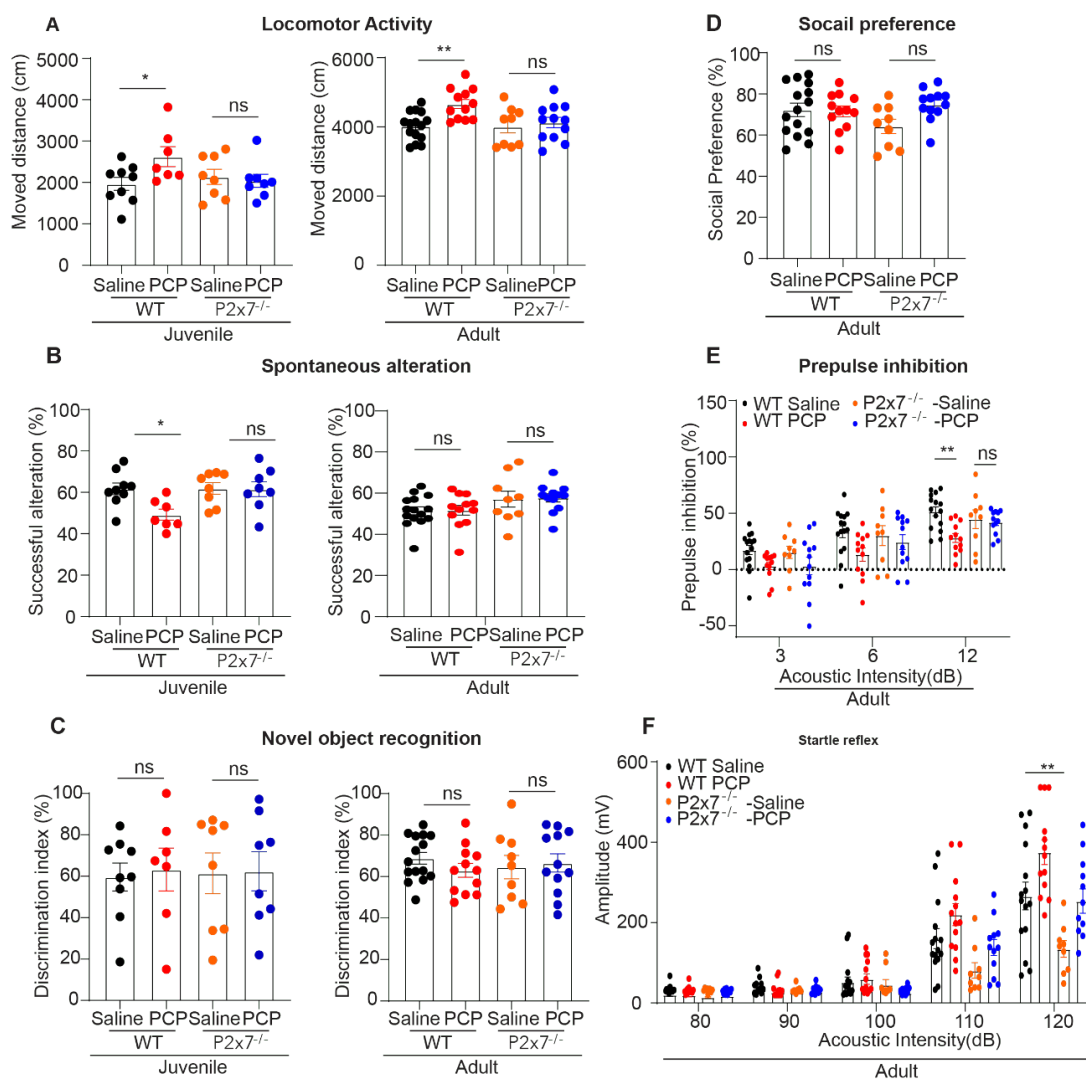 A
Locomotor Activity
Moved distance (cm)
5000
4000
3000
2000
1000
0
*
ns
Saline PCP Saline PCP
WT P2x7-/-
Juvenile
Moved distance (cm)
6000
4000
2000
0
**
ns
Saline PCP SalinePCP
WT P2x7-/-
Adult
B
Spontaneous alteration
Successful alteration (%)
100
80
60
40
20
0
*
ns
Saline PCP Saline PCP
WT P2x7-/-
Juvenile
Successful alteration (%)
100
80
60
40
20
0
ns
ns
Saline PCP Saline PCP
WT P2x7-/-
Adult
C
Novel object recognition
Discrimination index (%)
100
80
60
40
20
0
ns
ns
Saline PCP Saline PCP
WT P2x7-/-
Juvenile
Discrimination index (%)
100
80
60
40
20
0
ns
ns
Saline PCP Saline PCP
WT P2x7-/-
Adult
D
Socail preference
Social Preference (%)
100
80
60
40
20
0
ns
ns
Saline PCP Saline PCP
WT P2x7-/-
Adult
E
Prepulse inhibition
Prepulse inhibition (%)
150
100
50
0
-50
WT Saline
WT PCP
P2x7-/- -Saline
P2x7-/- -PCP
**
ns
3 6 12
Acoustic Intensity(dB)
Adult
F
Startle reflex
Amplitude (mV)
600
400
200
0
WT Saline
WT PCP
P2x7-/- -Saline
P2x7-/- -PCP
**
80 90 100 110 120
Acoustic Intensity(dB)
Adult